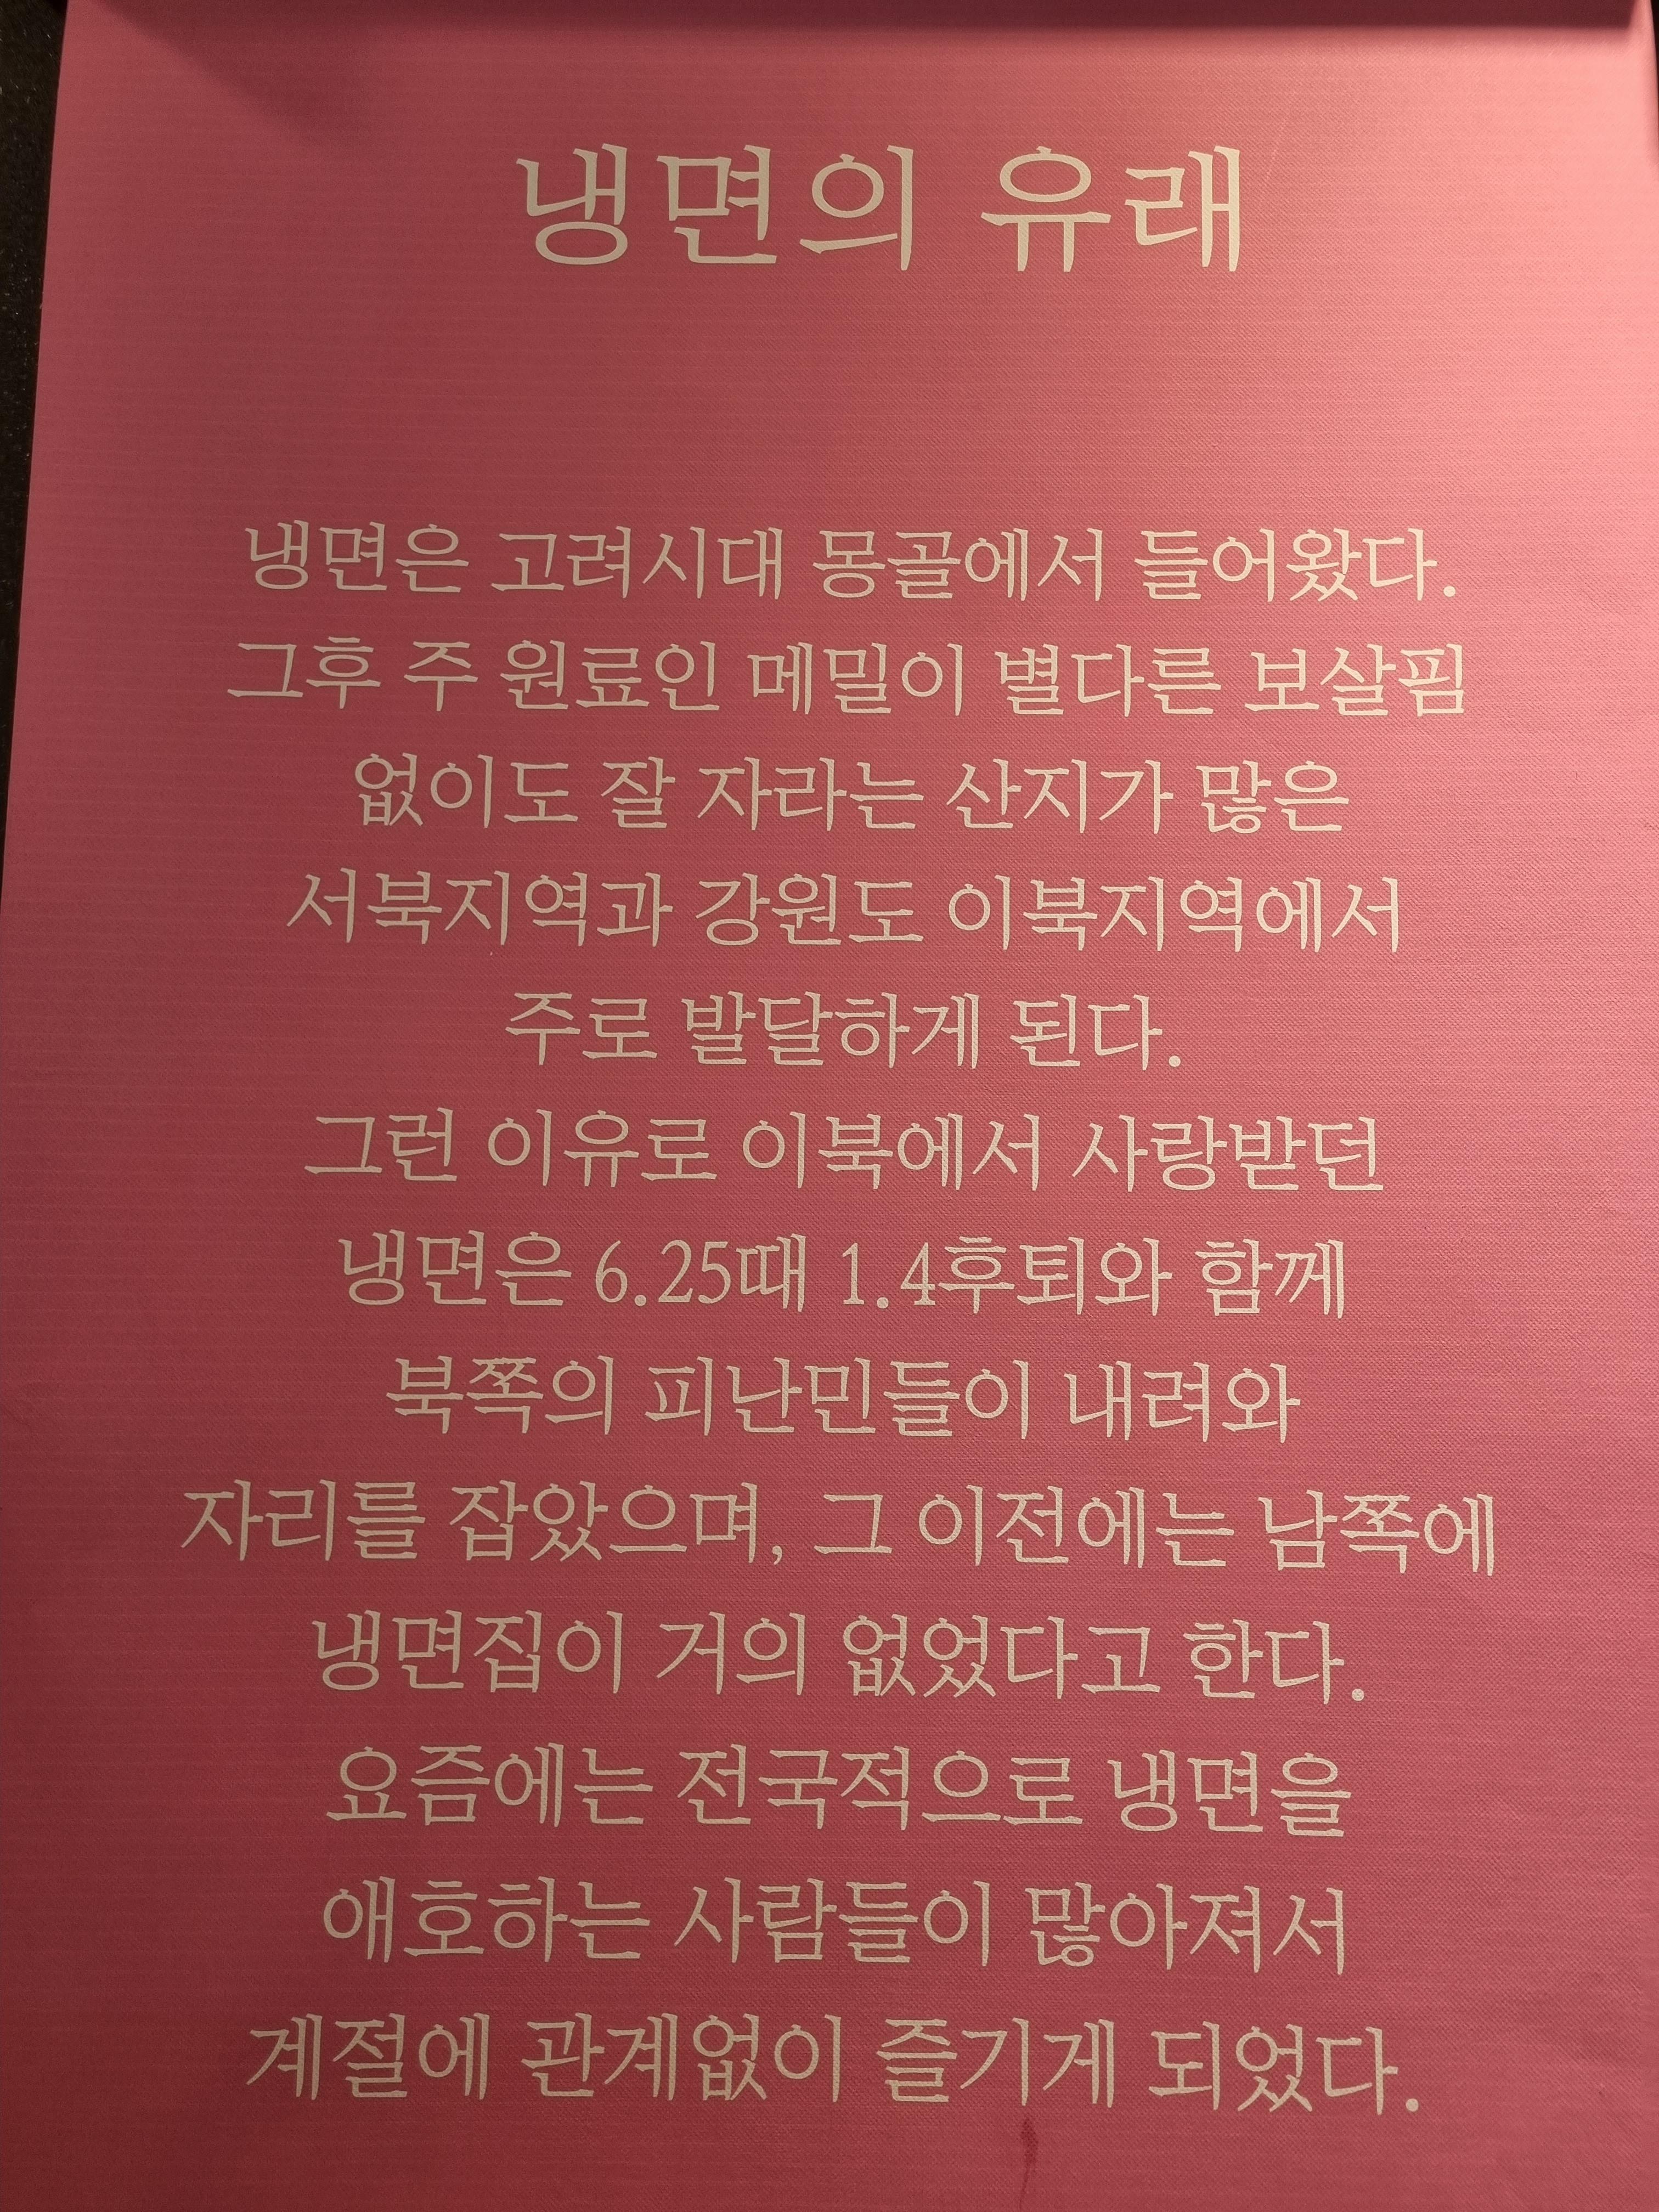 냉면의 유래
냉면은 고려시대 몽골에서 들어왔다.
그후 주 원료인 메밀이 별다른 보살핌
없이도 잘 자라는 산지가 많은
서북지역과 강원도 이북지역에서
주로 발달하게 된다.
그런 이유로 이북에서 사랑받던
냉면은 6.25때 1.4후퇴와 함께
북쪽의 피난민들이 내려와
자리를 잡았으며, 그 이전에는 남쪽에
냉면집이 거의 없었다고 한다.
요즘에는 전국적으로 냉면을
애호하는 사람들이 많아져서
계절에 관계없이 즐기게 되었다.